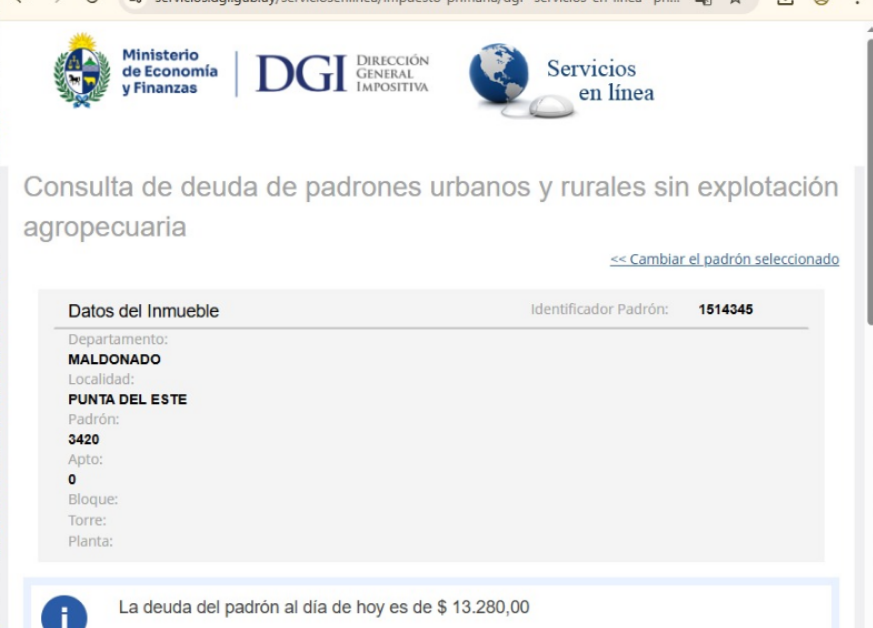 Ministerio
de Economía
y Finanzas
DGI
DIRECCIÓN
GENERAL
IMPOSITIVA
Servicios
en línea
Consulta de deuda de padrones urbanos y rurales sin explotación
agropecuaria
<< Cambiar el padrón seleccionado
Datos del Inmueble Identificador Padrón: 1514345
Departamento:
MALDONADO
Localidad:
PUNTA DEL ESTE
Padrón:
3420
Apto:
0
Bloque:
Torre:
Planta:
La deuda del padrón al día de hoy es de $ 13.280,00